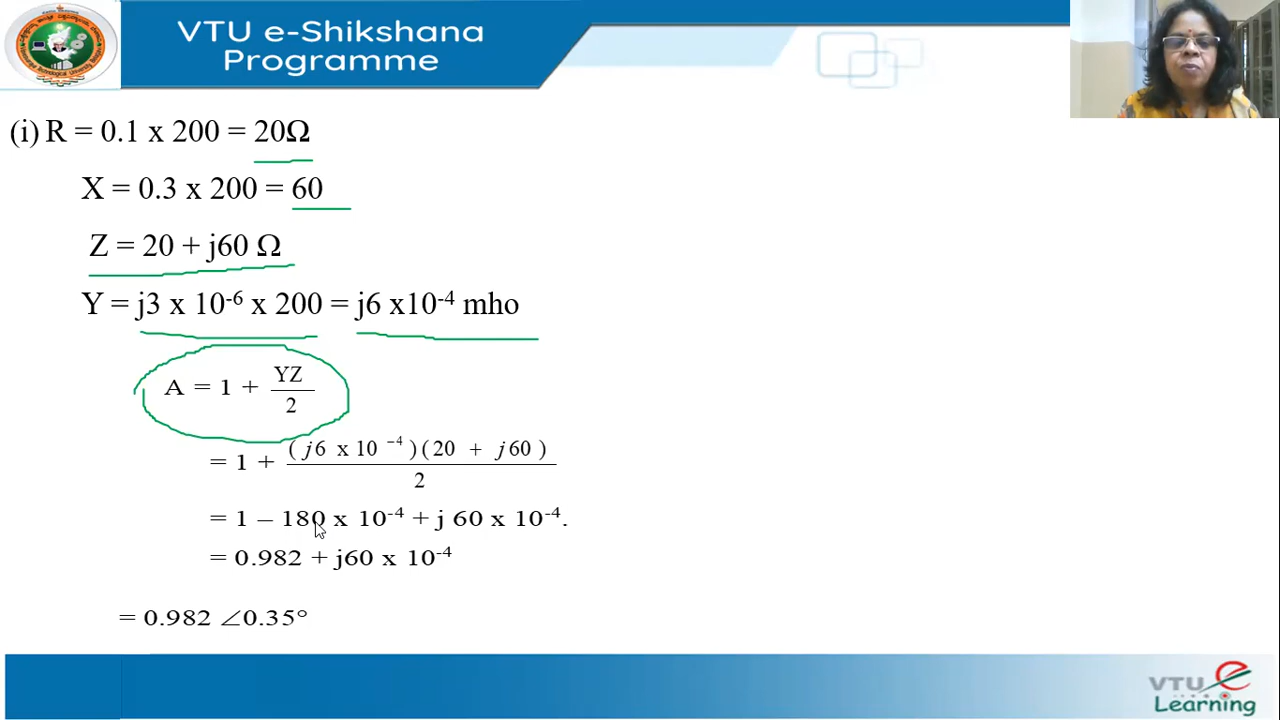 VTU e-Shikshana
Programme
(i) R = 0.1 x 200 = 20Ω
X = 0.3 x 200 = 60
Z = 20 + j60 Ω
Y = j3 x 10⁻⁶ x 200 = j6 x10⁻⁴ mho
A = 1 + YZ / 2
= 1 + ( j6 x 10 ⁻⁴ )(20 + j60 ) / 2
= 1 – 180 x 10⁻⁴ + j 60 x 10⁻⁴.
= 0.982 + j60 x 10⁻⁴
= 0.982 ∠0.35°
VTU e
Learning